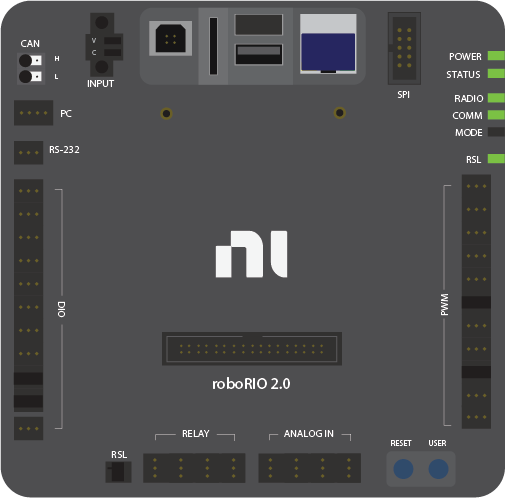 CAN
H
L
V
C
INPUT
SPI
POWER
STATUS
RADIO
COMM
MODE
RSL
PC
RS-232
DIO
PWM
roboRIO 2.0
RSL
RELAY
ANALOG IN
RESET
USER